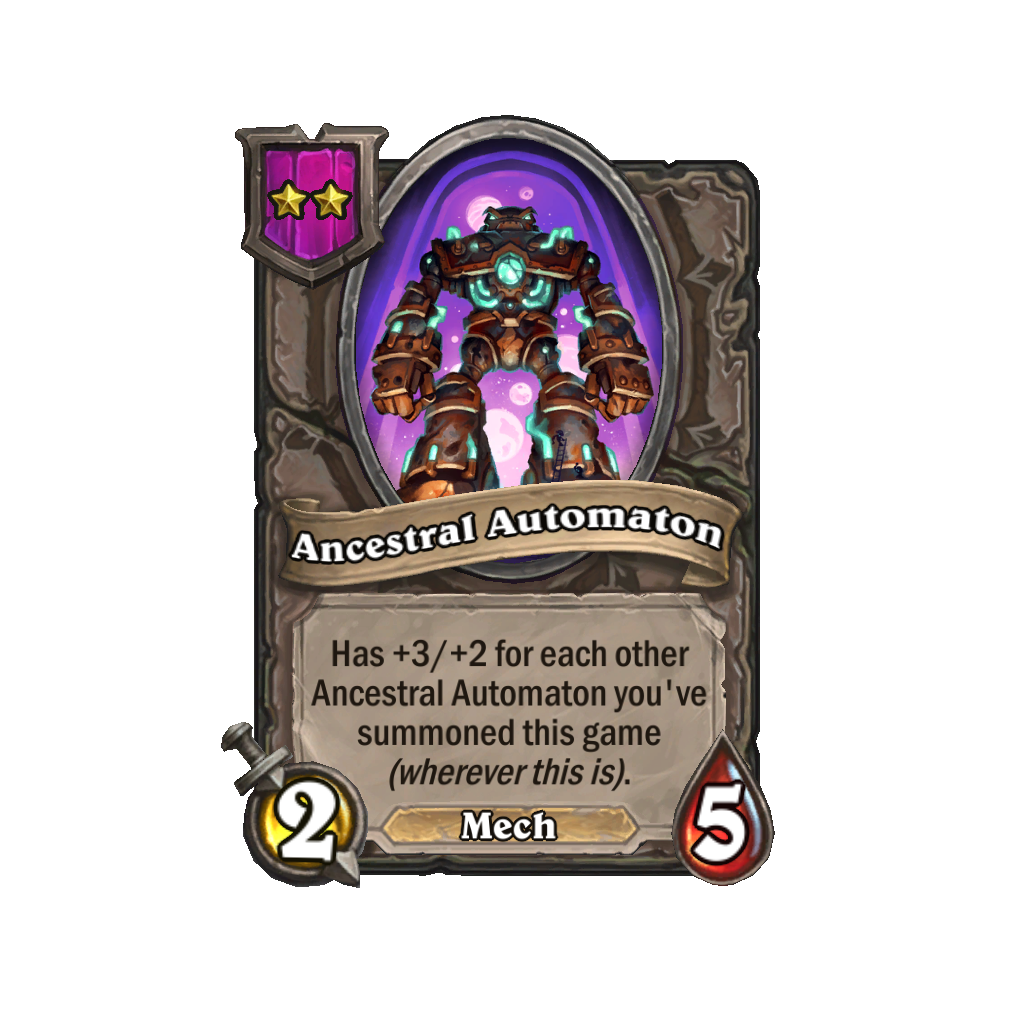 Ancestral Automaton
Has +3/+2 for each other
Ancestral Automaton you've
summoned this game
(wherever this is).
2
Mech
5